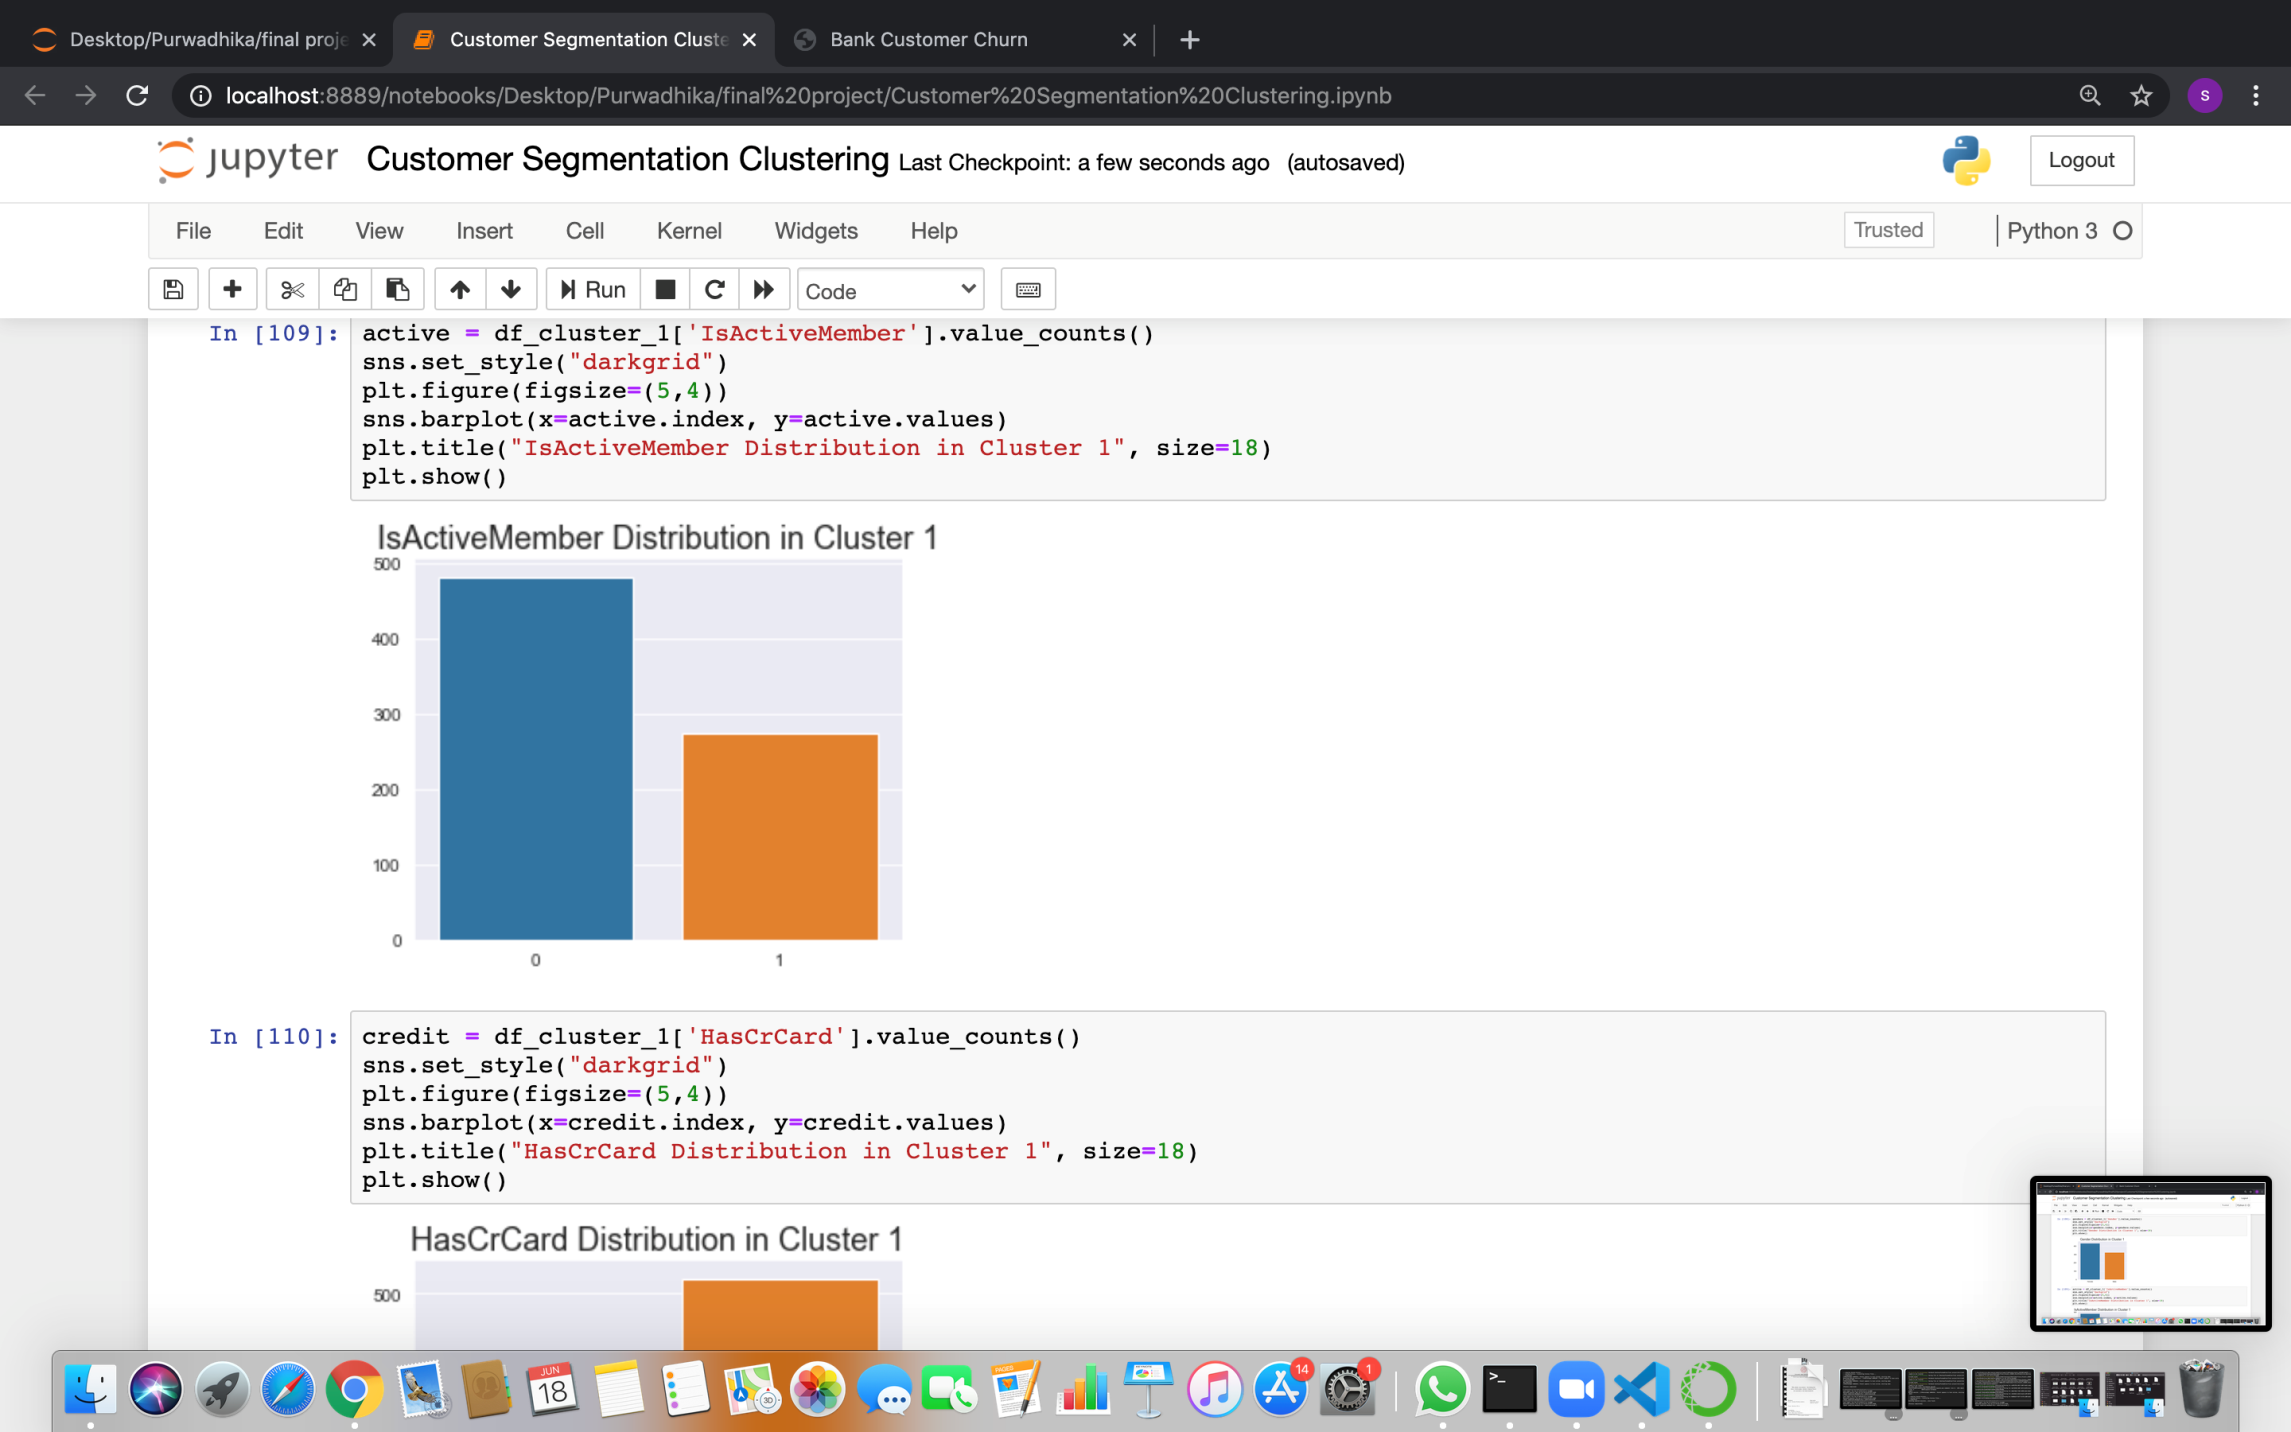 Desktop/Purwadhika/final proje
Customer Segmentation Cluste
Bank Customer Churn
localhost:8889/notebooks/Desktop/Purwadhika/final%20project/Customer%20Segmentation%20Clustering.ipynb
S
jupyter Customer Segmentation Clustering Last Checkpoint: a few seconds ago (autosaved)
Logout
File Edit View Insert Cell Kernel Widgets Help
Trusted
Python 3
Run
Code
In [109]:
active = df_cluster_1['IsActiveMember'].value_counts()
sns.set_style("darkgrid")
plt.figure(figsize=(5,4))
sns.barplot(x=active.index, y=active.values)
plt.title("IsActiveMember Distribution in Cluster 1", size=18)
plt.show()
IsActiveMember Distribution in Cluster 1
500
400
300
200
100
0
0 1
In [110]:
credit = df_cluster_1['HasCrCard'].value_counts()
sns.set_style("darkgrid")
plt.figure(figsize=(5,4))
sns.barplot(x=credit.index, y=credit.values)
plt.title("HasCrCard Distribution in Cluster 1", size=18)
plt.show()
HasCrCard Distribution in Cluster 1
500
JUN
18
3D
PAGES
14
1
>_